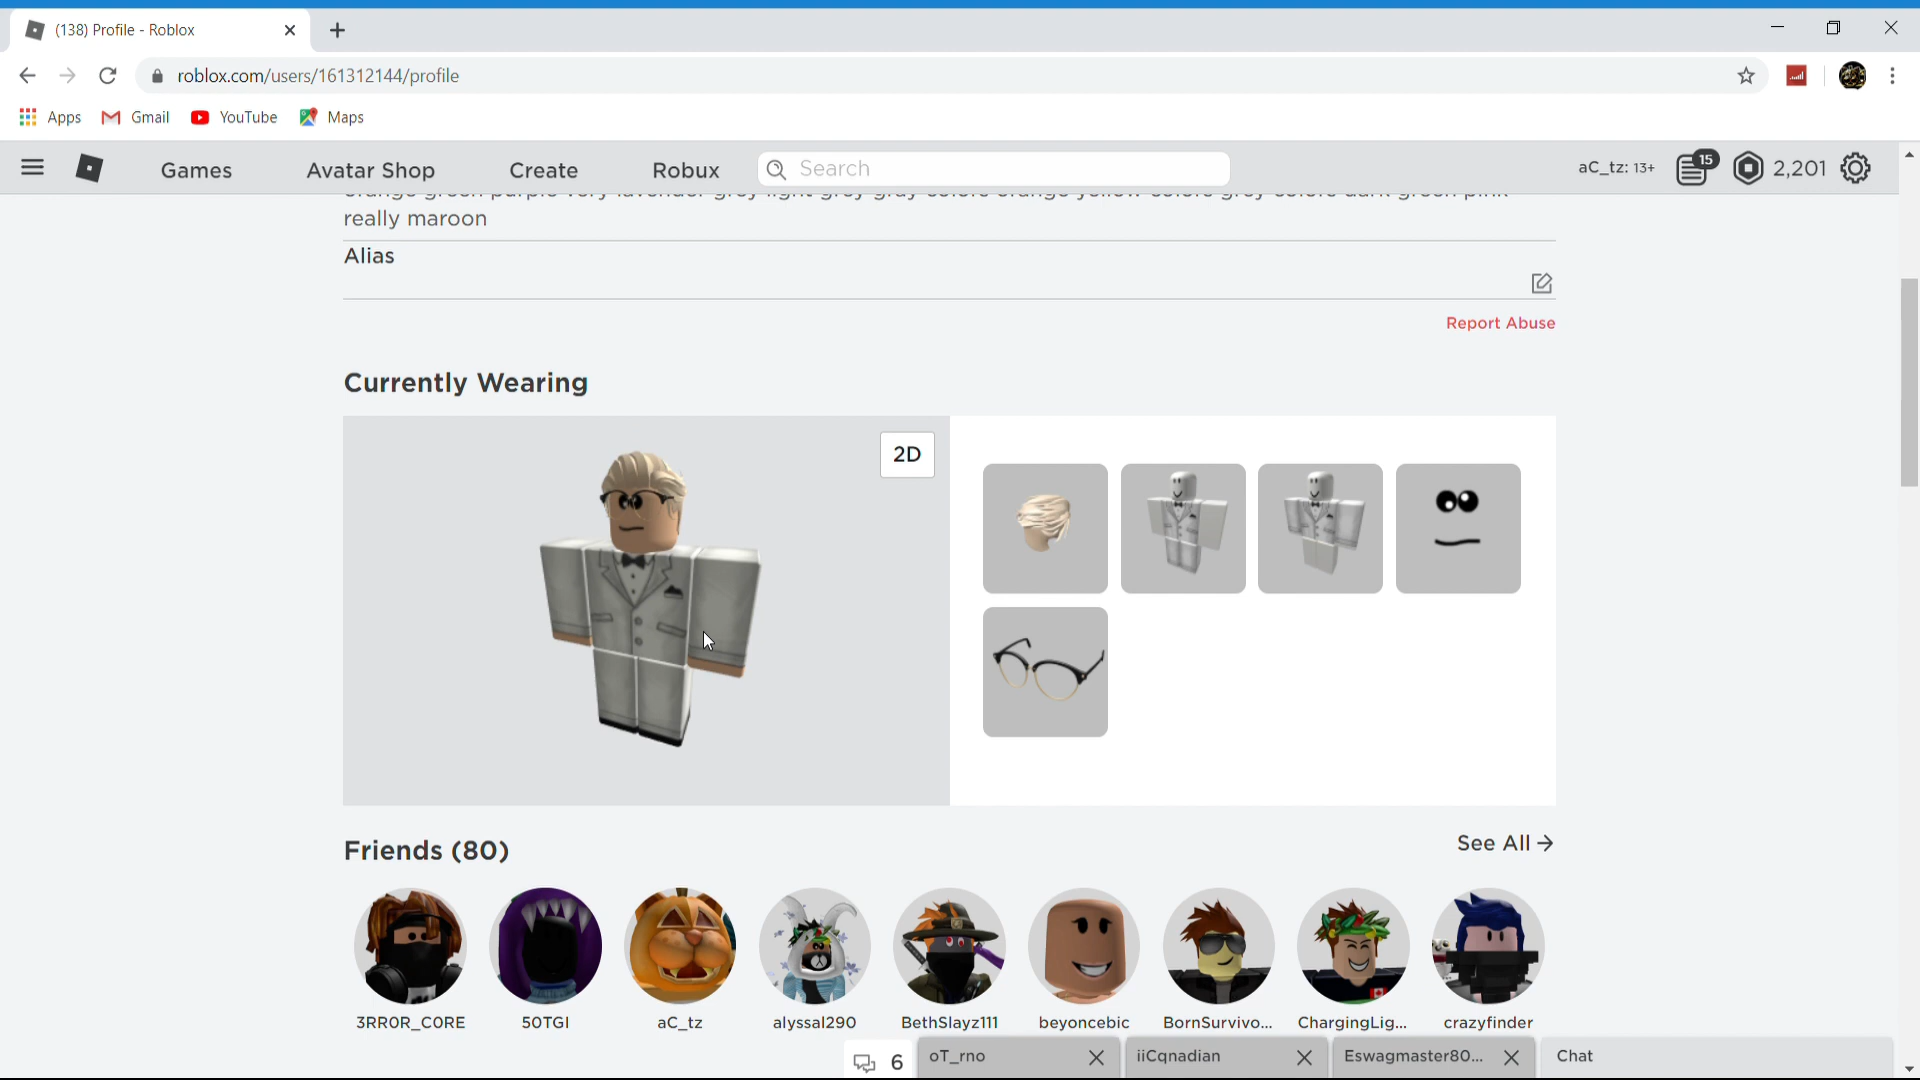 (138) Profile - Roblox
roblox.com/users/161312144/profile
Apps Gmail YouTube Maps
Games Avatar Shop Create Robux Search aC_tz: 13+ 15 2,201
really maroon
Alias
Report Abuse
Currently Wearing
2D
Friends (80)
See All
3RR0R_C0RE 50TGI aC_tz alyssal290 BethSlayz111 beyoncebic BornSurvivo... ChargingLig... crazyfinder
6 oT_rno iiCqnadian Eswagmaster80... Chat